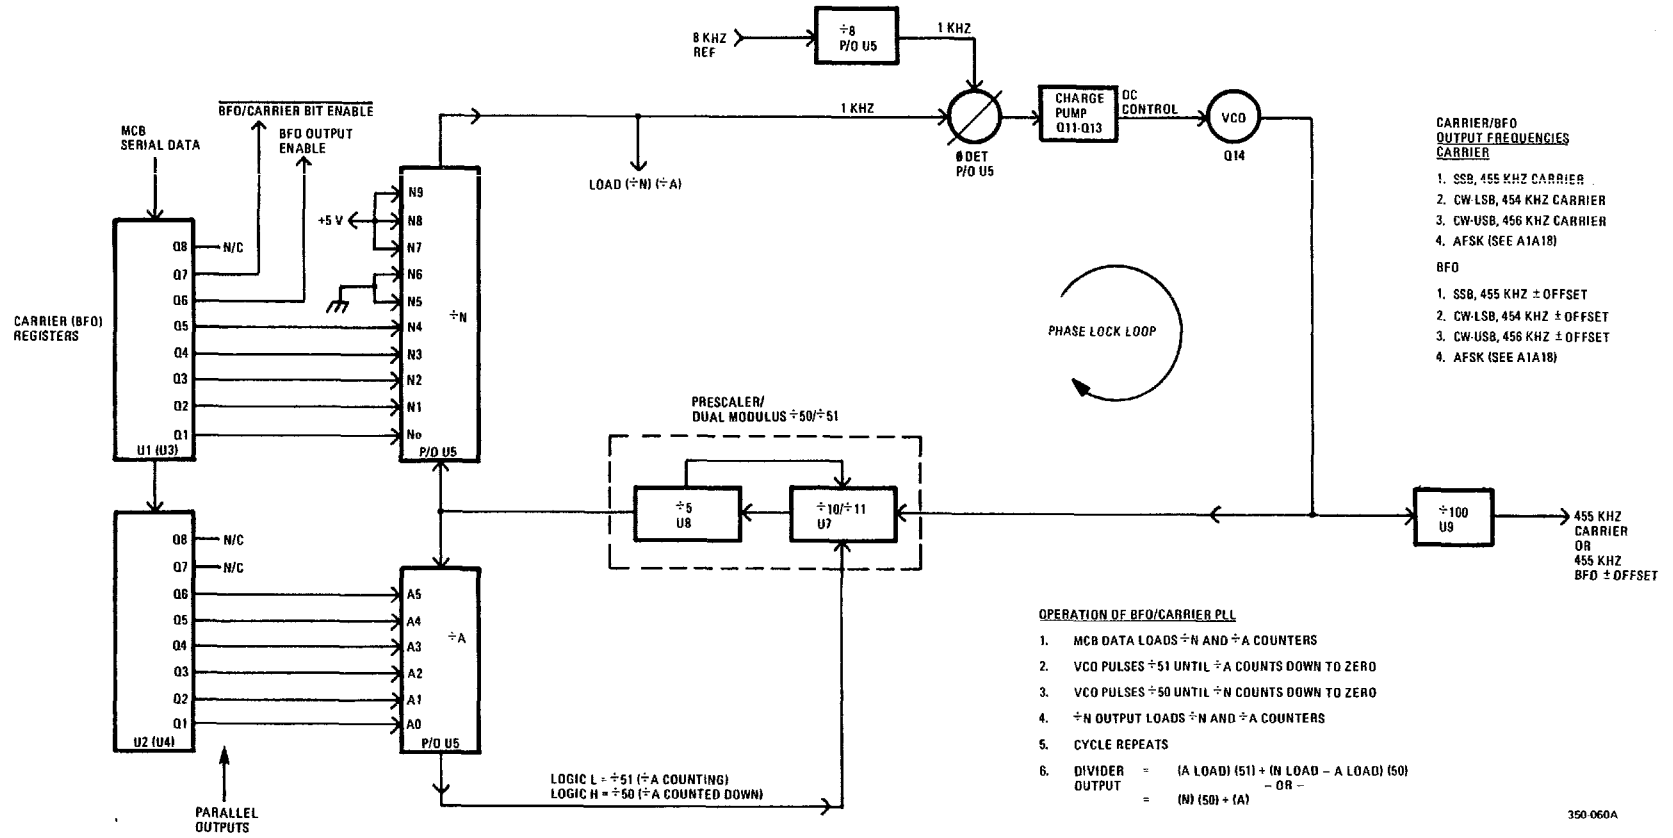 8 KHZ
REF
÷8
P/O U5
1 KHZ
BFO/CARRIER BIT ENABLE
BFO OUTPUT
ENABLE
MCB
SERIAL DATA
1 KHZ
LOAD (÷N) (÷A)
Ø DET
P/O U5
CHARGE
PUMP
Q11-Q13
DC
CONTROL
VCO
Q14
CARRIER/BFO
OUTPUT FREQUENCIES
CARRIER
1. SSB, 455 KHZ CARRIER
2. CW-LSB, 454 KHZ CARRIER
3. CW-USB, 456 KHZ CARRIER
4. AFSK (SEE A1A18)
BFO
1. SSB, 455 KHZ ± OFFSET
2. CW-LSB, 454 KHZ ± OFFSET
3. CW-USB, 456 KHZ ± OFFSET
4. AFSK (SEE A1A18)
CARRIER (BFO)
REGISTERS
Q8 N/C
Q7
Q6
Q5
Q4
Q3
Q2
Q1
U1 (U3)
+5 V
N9
N8
N7
N6
N5
N4
N3
N2
N1
No
÷N
P/O U5
PHASE LOCK LOOP
PRESCALER/
DUAL MODULUS ÷50/÷51
÷5
U8
÷10/÷11
U7
÷100
U9
455 KHZ
CARRIER
OR
455 KHZ
BFO ± OFFSET
Q8 N/C
Q7 N/C
Q6
Q5
Q4
Q3
Q2
Q1
U2 (U4)
A5
A4
A3
A2
A1
A0
÷A
P/O U5
PARALLEL
OUTPUTS
LOGIC L = ÷51 (÷A COUNTING)
LOGIC H = ÷50 (÷A COUNTED DOWN)
OPERATION OF BFO/CARRIER PLL
1. MCB DATA LOADS ÷N AND ÷A COUNTERS
2. VCO PULSES ÷51 UNTIL ÷A COUNTS DOWN TO ZERO
3. VCO PULSES ÷50 UNTIL ÷N COUNTS DOWN TO ZERO
4. ÷N OUTPUT LOADS ÷N AND ÷A COUNTERS
5. CYCLE REPEATS
6. DIVIDER = (A LOAD) (51) + (N LOAD – A LOAD) (50)
OUTPUT – OR –
= (N) (50) + (A)
350-060A